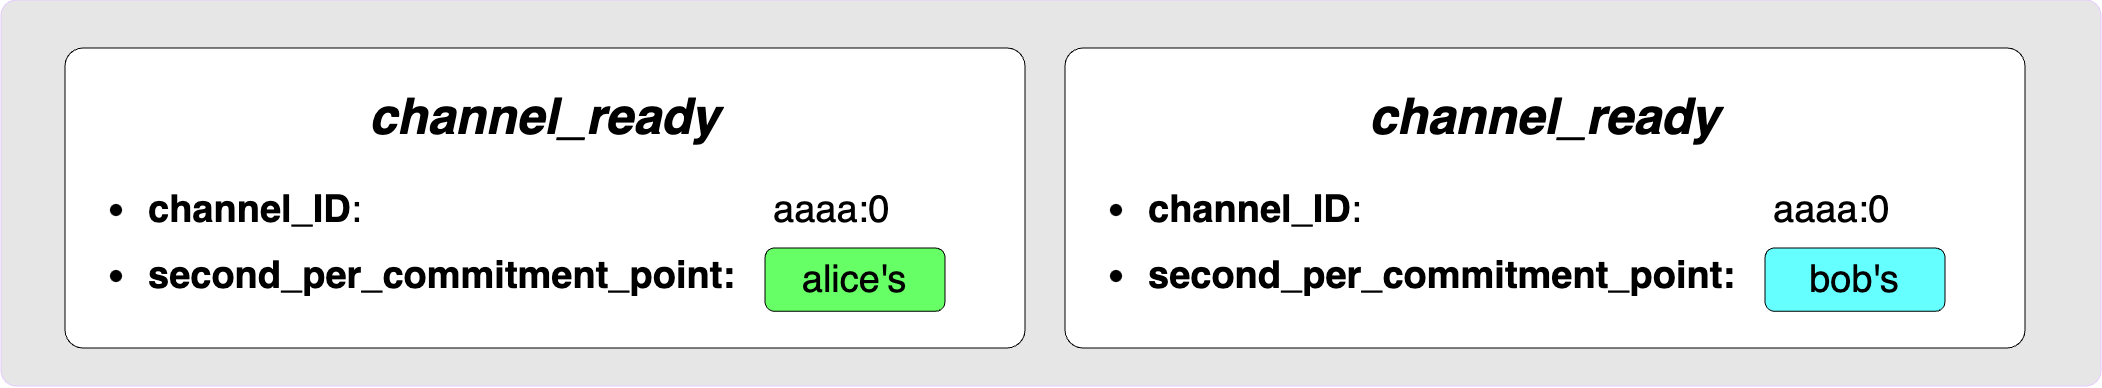 channel_ready
• channel_ID: aaaa:0
• second_per_commitment_point: alice's
channel_ready
• channel_ID: aaaa:0
• second_per_commitment_point: bob's